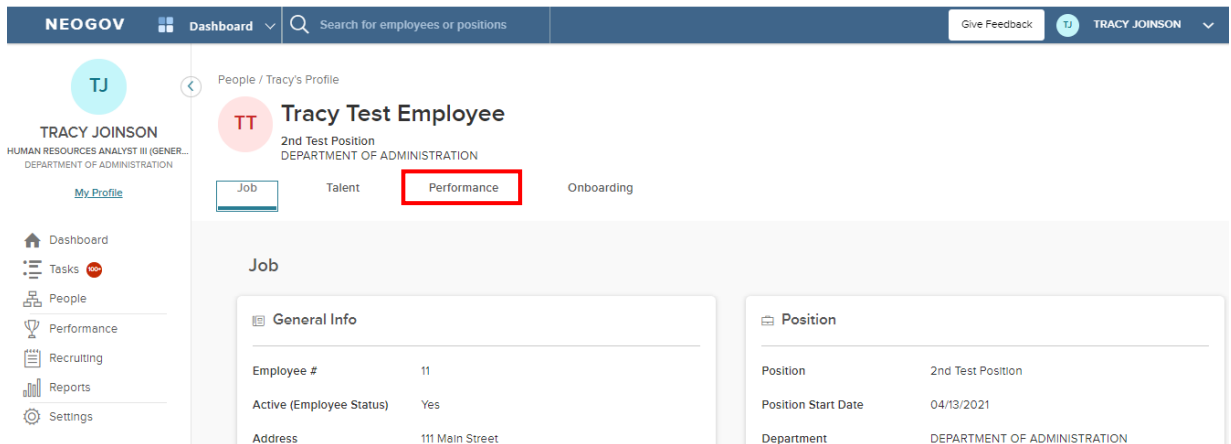 NEOGOV Dashboard Search for employees or positions Give Feedback TJ TRACY JOINSON
TJ
TRACY JOINSON
HUMAN RESOURCES ANALYST III (GENER...
DEPARTMENT OF ADMINISTRATION
My Profile
Dashboard
Tasks 100+
People
Performance
Recruiting
Reports
Settings
People / Tracy's Profile
TT
Tracy Test Employee
2nd Test Position
DEPARTMENT OF ADMINISTRATION
Job Talent Performance Onboarding
Job
General Info
Employee # 11
Active (Employee Status) Yes
Address 111 Main Street
Position
Position 2nd Test Position
Position Start Date 04/13/2021
Department DEPARTMENT OF ADMINISTRATION